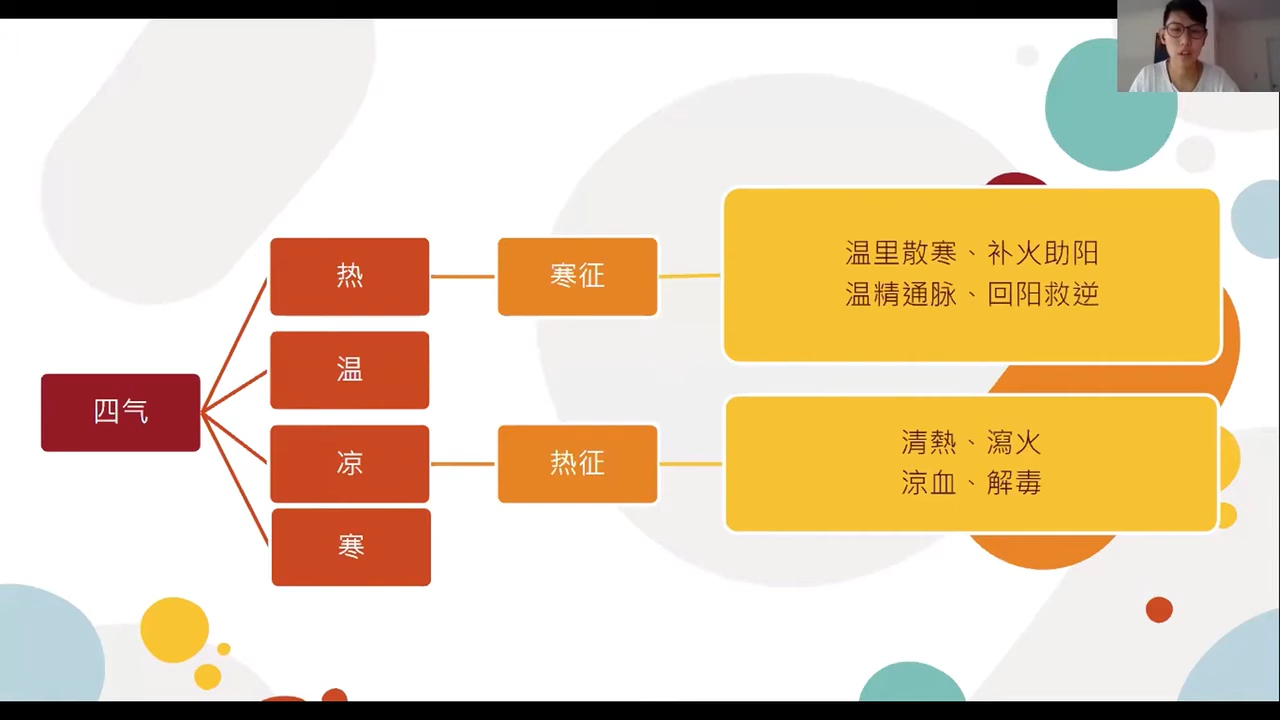 四气
热
温
凉
寒
寒征
热征
温里散寒、补火助阳
温精通脉、回阳救逆
清熱、瀉火
涼血、解毒